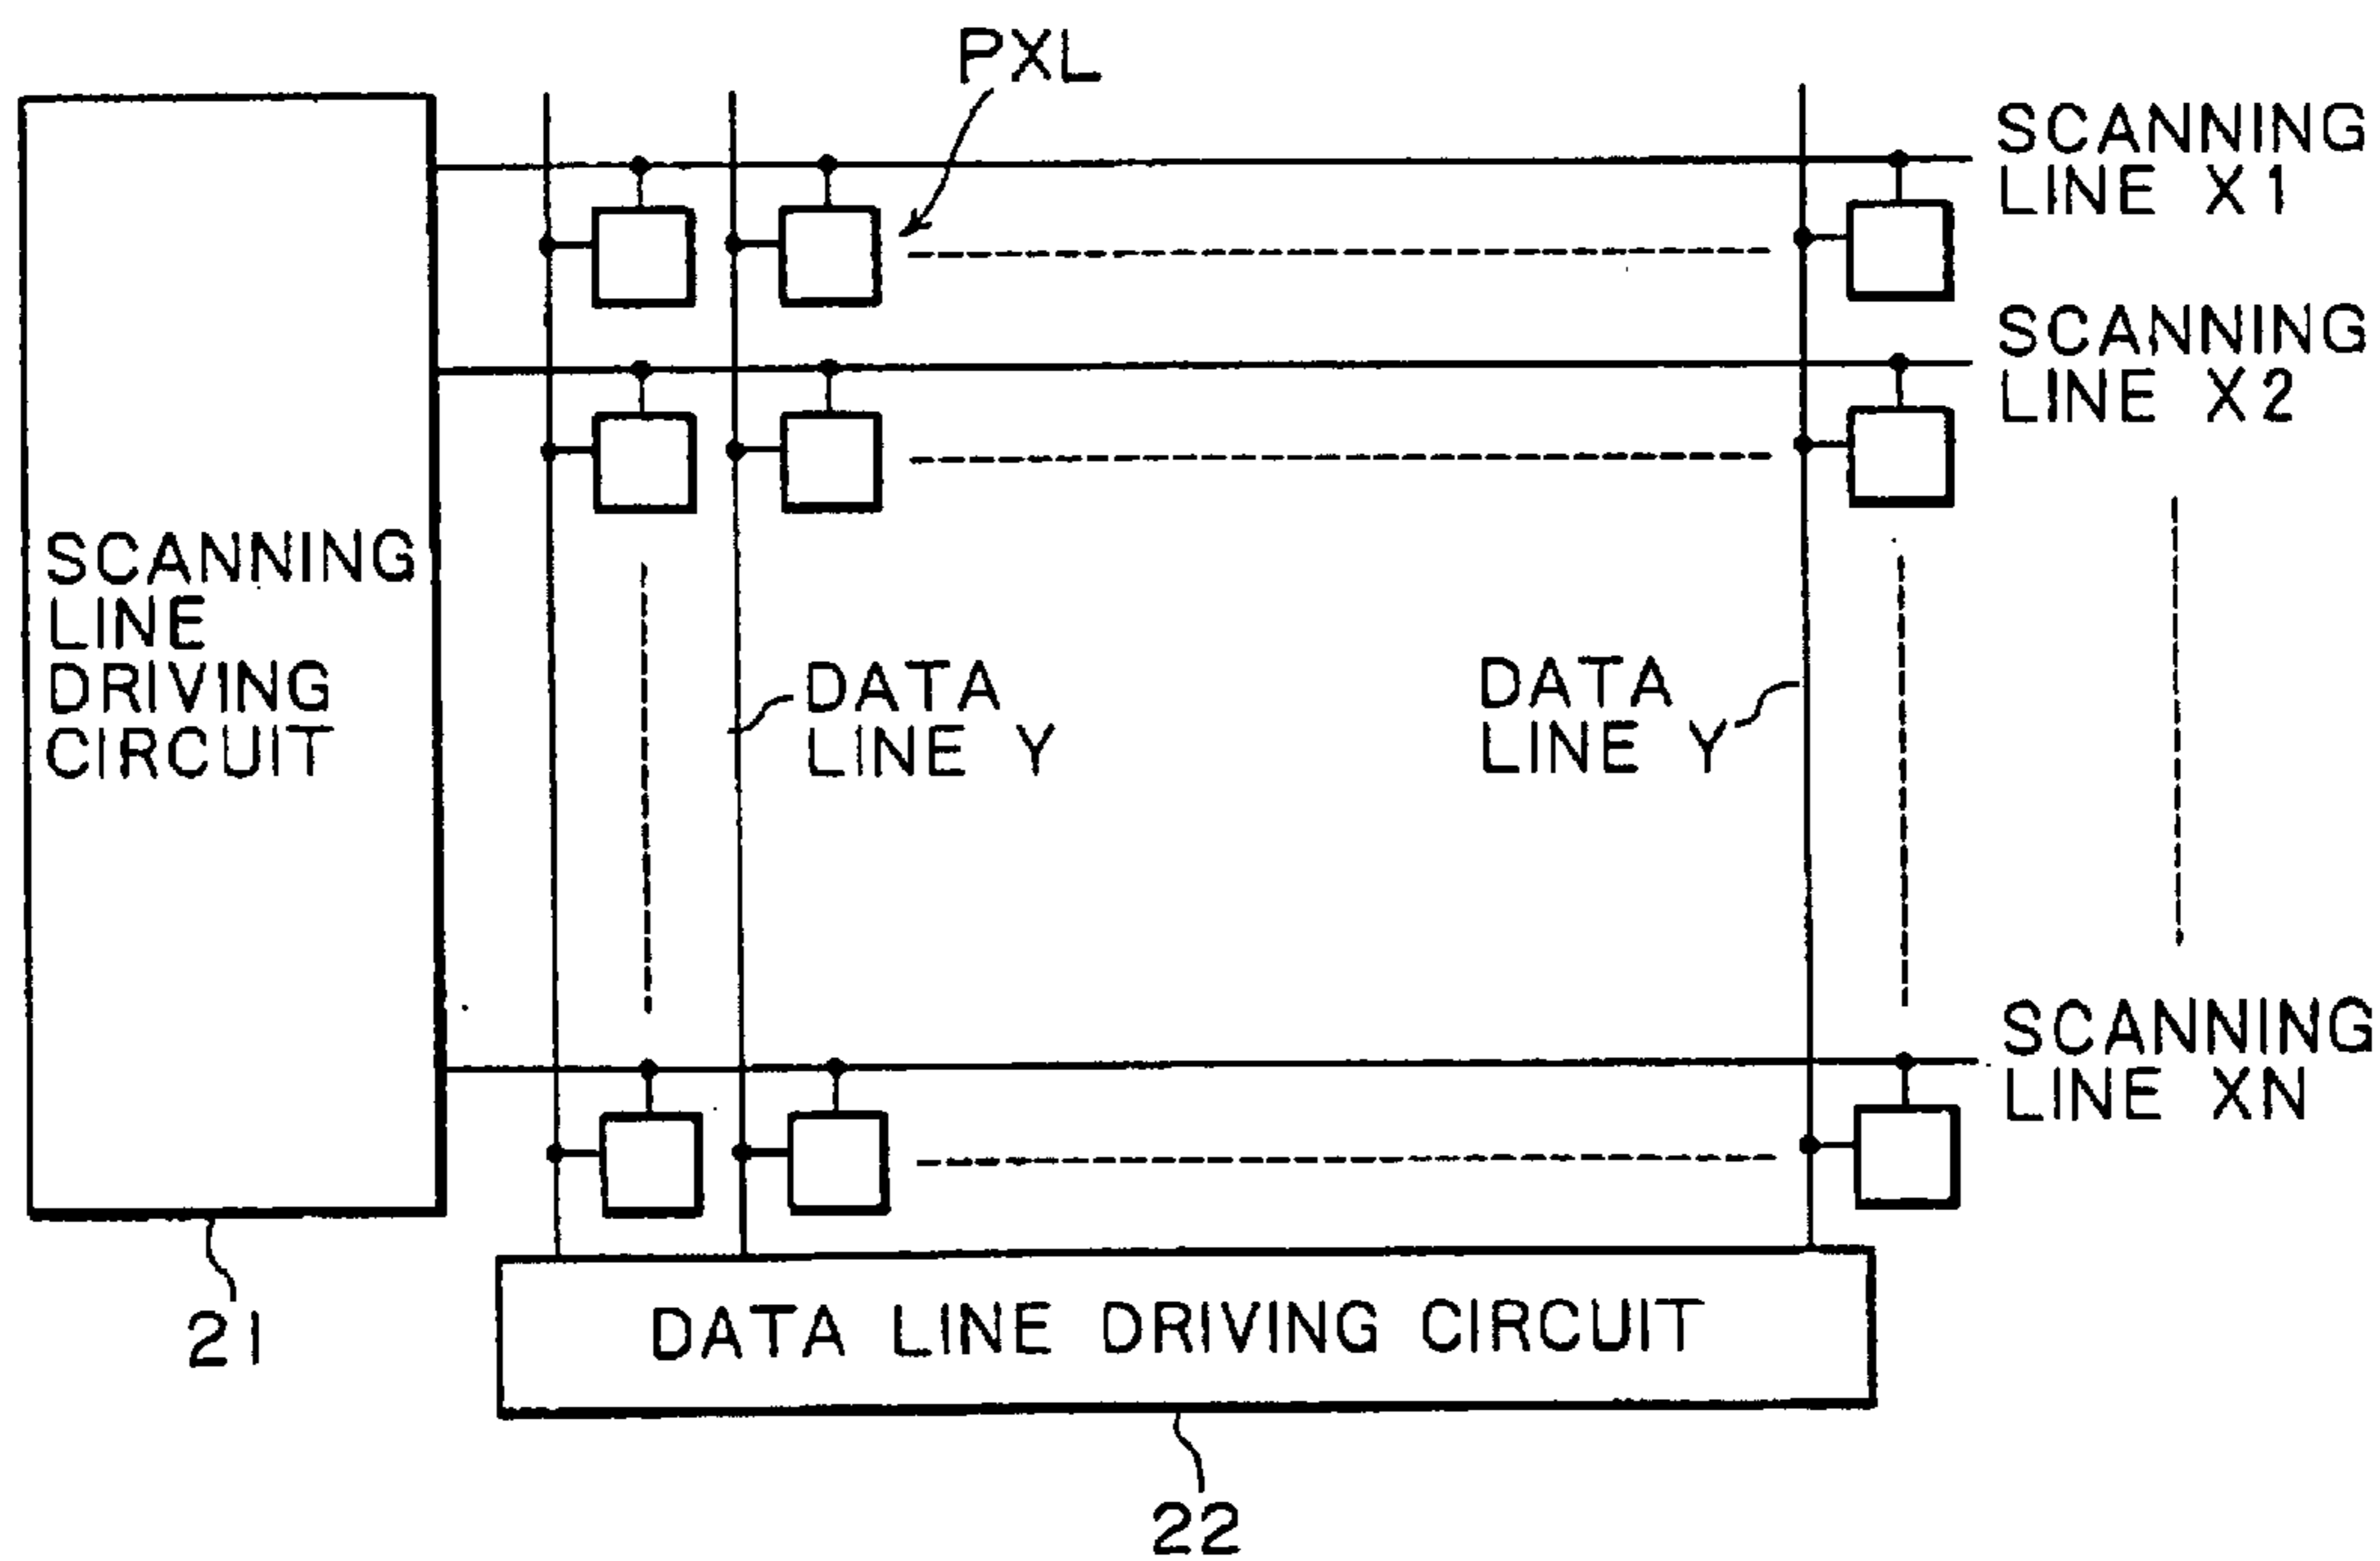 PXL
SCANNING
LINE X1
SCANNING
LINE X2
SCANNING
LINE
DRIVING
CIRCUIT
DATA
LINE Y
DATA
LINE Y
SCANNING
LINE XN
DATA LINE DRIVING CIRCUIT
21
22